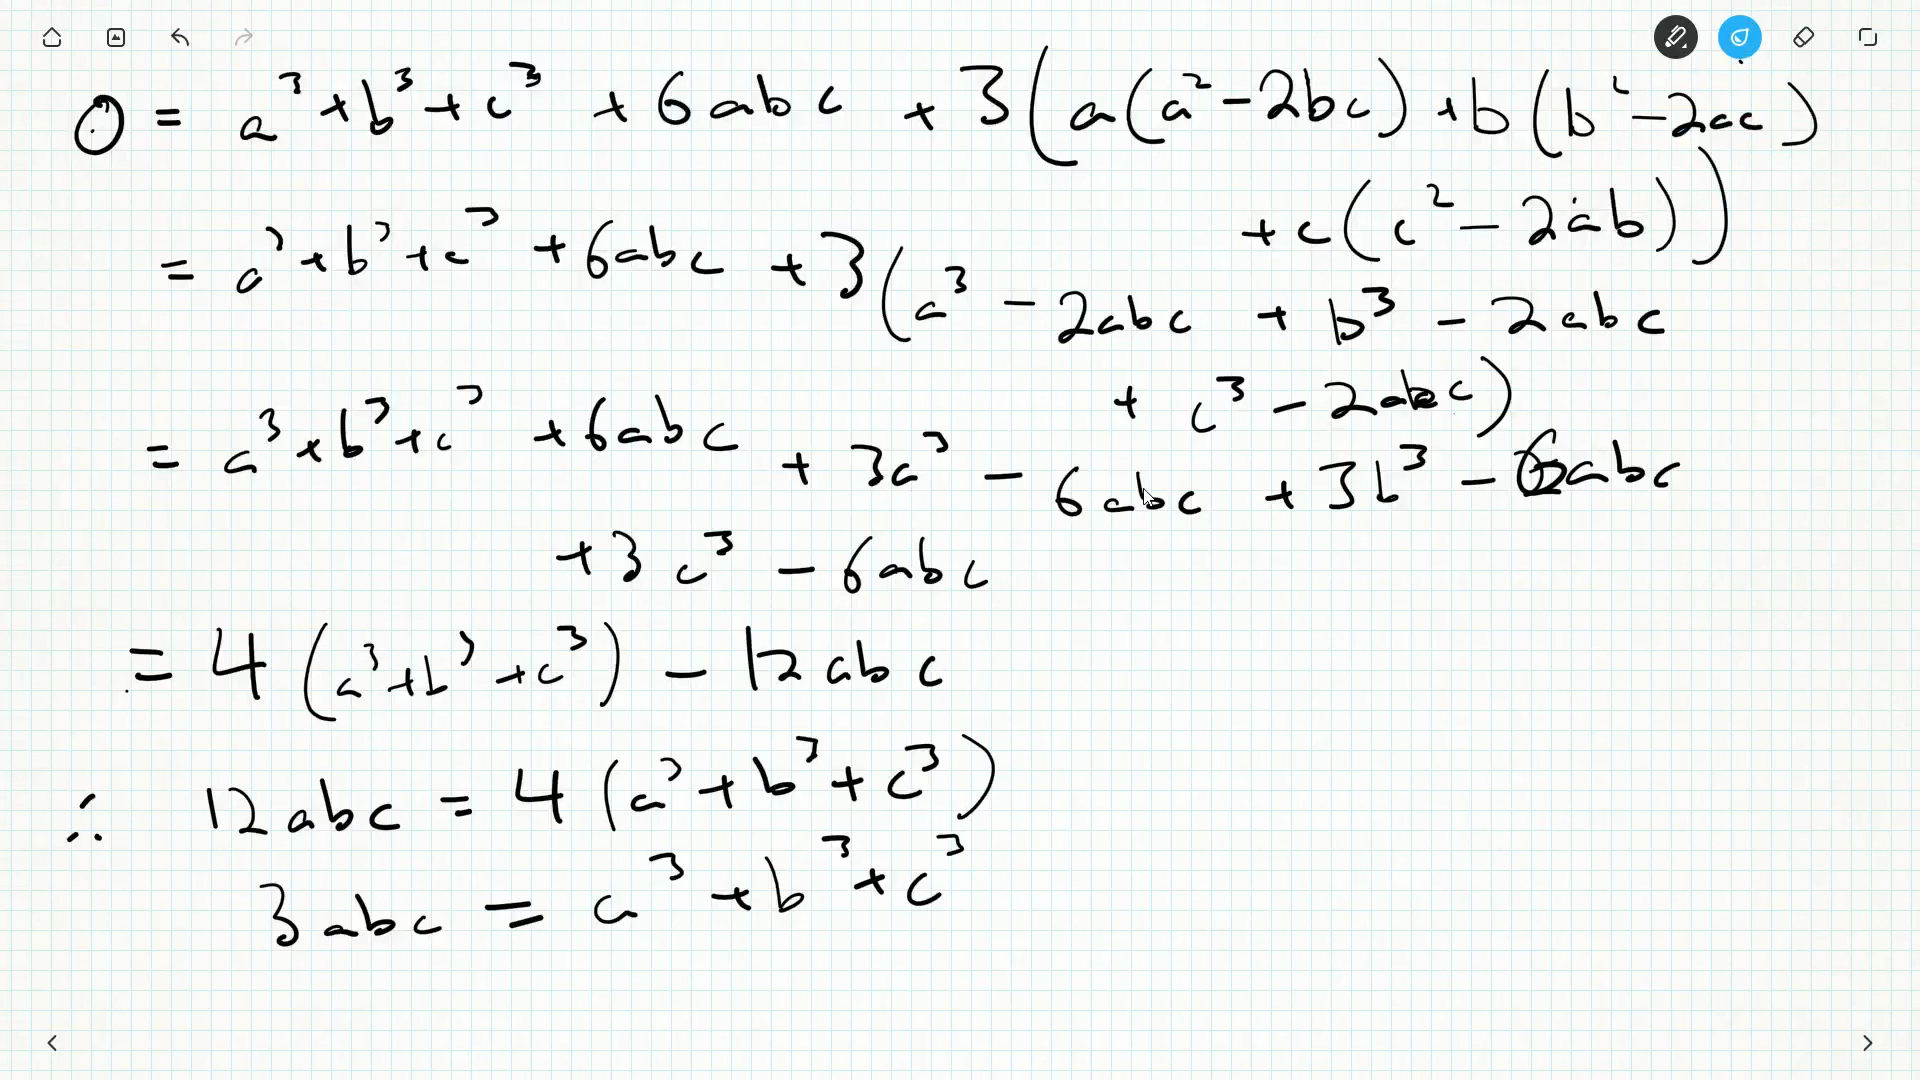 0 = a³ + b³ + c³ + 6abc + 3(a(a² - 2bc) + b(b² - 2ac)
+ c(c² - 2ab))
= a³ + b³ + c³ + 6abc + 3(a³ - 2abc + b³ - 2abc
+ c³ - 2abc)
= a³ + b³ + c³ + 6abc + 3a³ - 6abc + 3b³ - 6abc
+ 3c³ - 6abc
= 4(a³ + b³ + c³) - 12abc
∴ 12abc = 4(a³ + b³ + c³)
3abc = a³ + b³ + c³